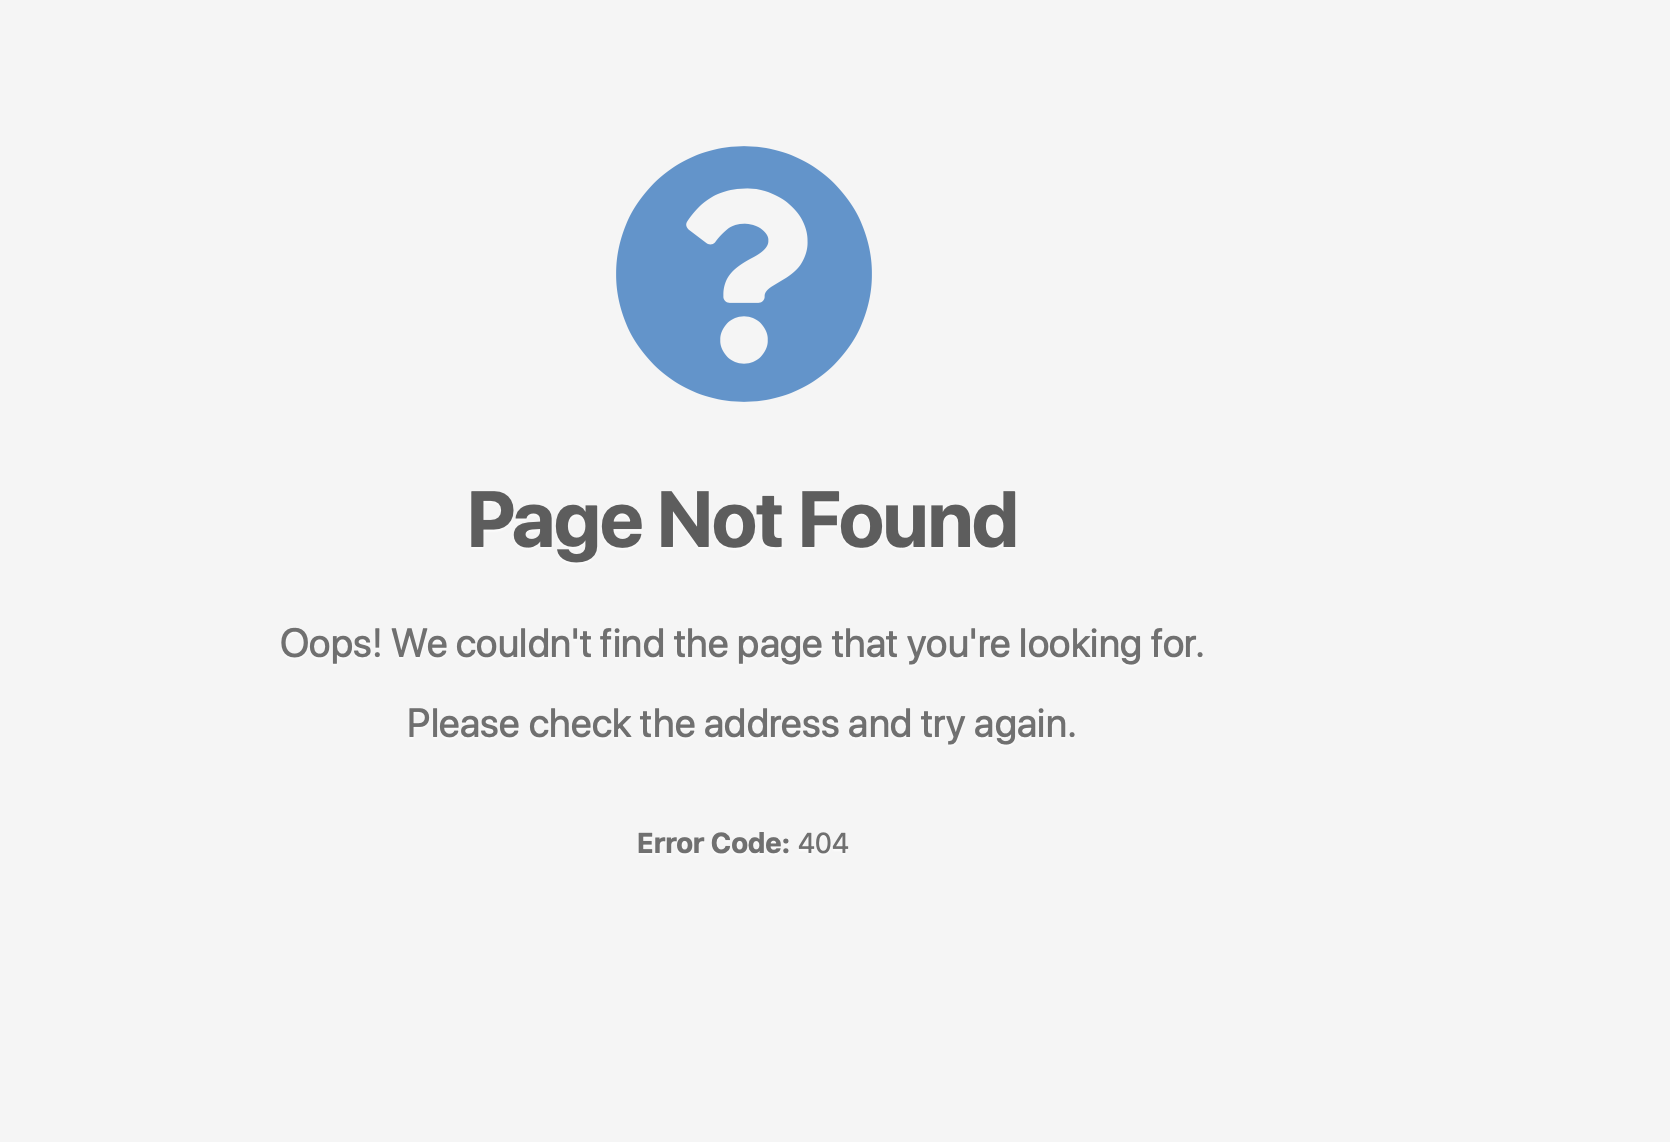 Page Not Found
Oops! We couldn't find the page that you're looking for.
Please check the address and try again.
Error Code: 404